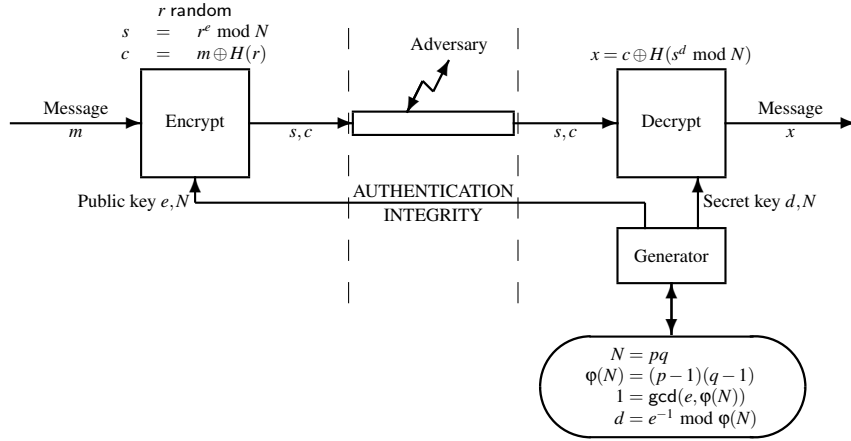 r random
s = r^e mod N
c = m ⊕ H(r)
Adversary
x = c ⊕ H(s^d mod N)
Message
m
Encrypt
s, c
s, c
Decrypt
Message
x
Public key e, N
AUTHENTICATION
INTEGRITY
Secret key d, N
Generator
N = pq
φ(N) = (p − 1)(q − 1)
1 = gcd(e, φ(N))
d = e^−1 mod φ(N)